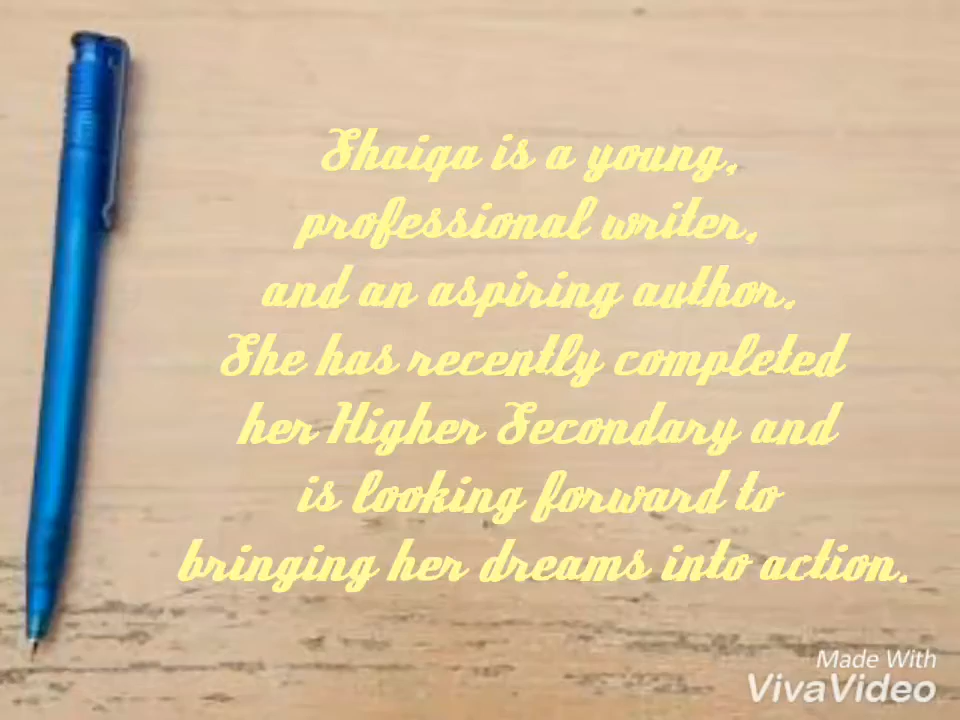 Shaiqa is a young,
professional writer,
and an aspiring author.
She has recently completed
her Higher Secondary and
is looking forward to
bringing her dreams into action.
Made With
VivaVideo